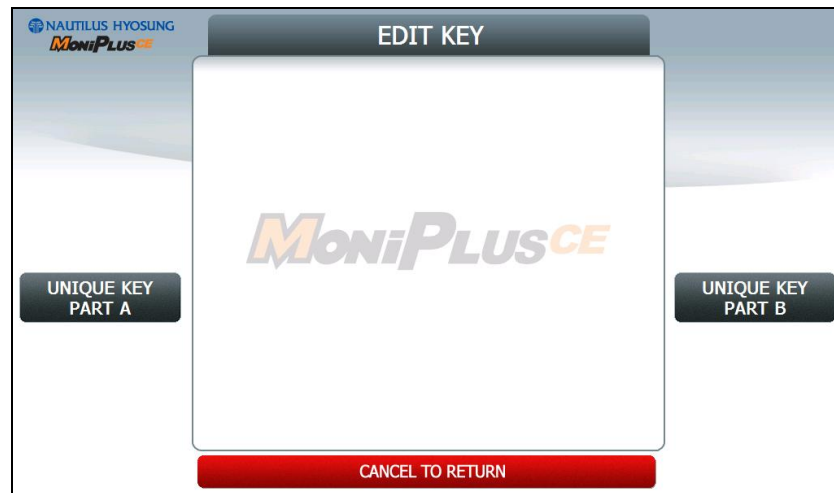 NAUTILUS HYOSUNG
MONiPLUSCE
EDIT KEY
MONiPLUSCE
UNIQUE KEY
PART A
UNIQUE KEY
PART B
CANCEL TO RETURN